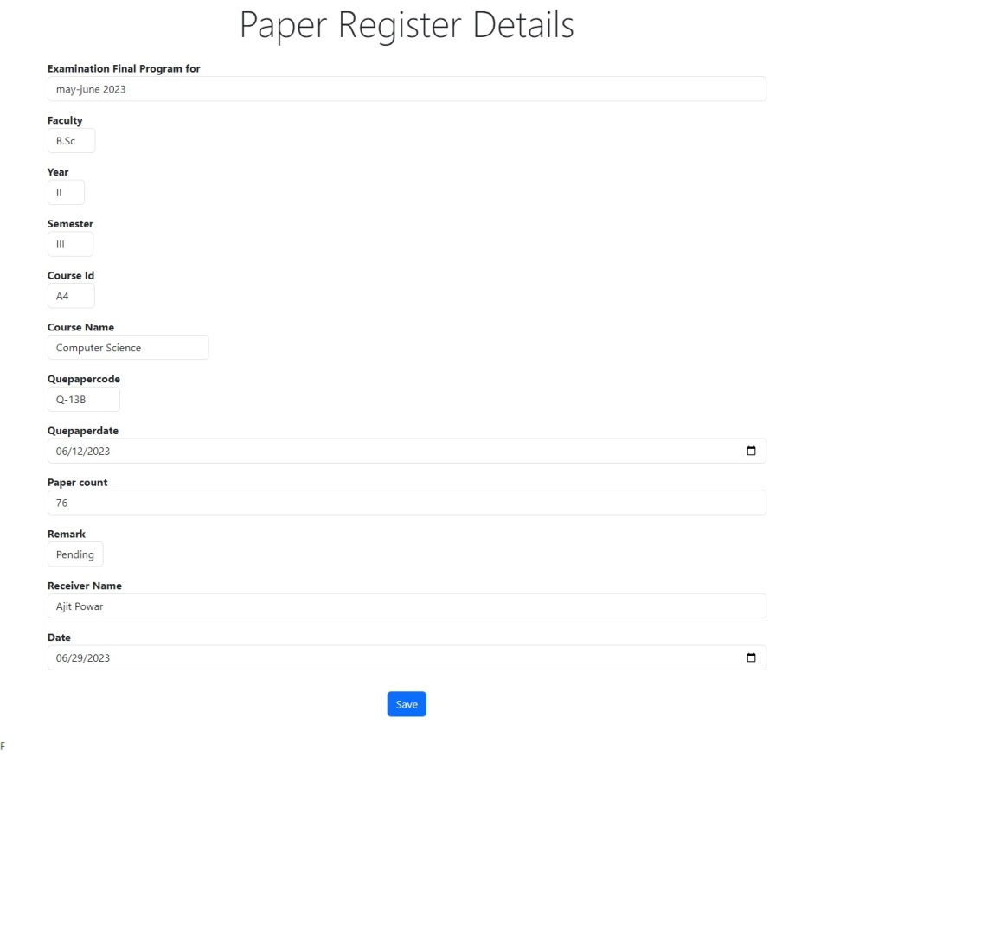 Paper Register Details
Examination Final Program for
may-june 2023
Faculty
B.Sc
Year
II
Semester
III
Course Id
A4
Course Name
Computer Science
Quepapercode
Q-13B
Quepaperdate
06/12/2023
Paper count
76
Remark
Pending
Receiver Name
Ajit Powar
Date
06/29/2023
Save
F